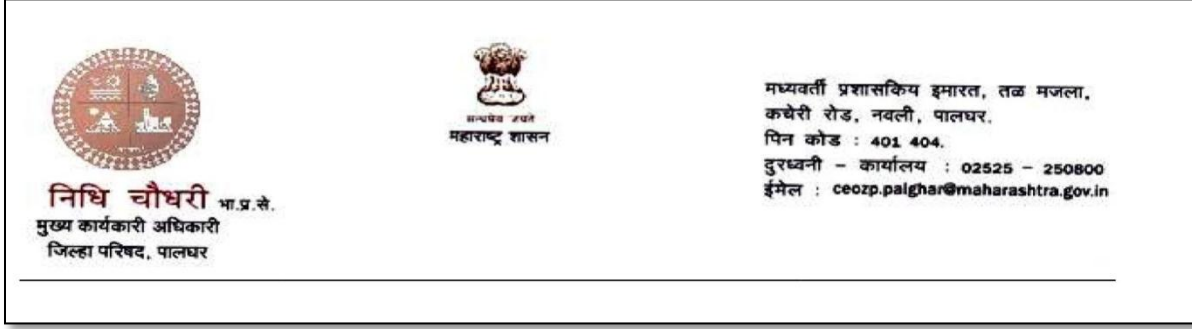 निधि चौधरी भा.प्र.से.
मुख्य कार्यकारी अधिकारी
जिल्हा परिषद, पालघर
सत्यमेव जयते
महाराष्ट्र शासन
मध्यवर्ती प्रशासकिय इमारत, तळ मजला,
कचेरी रोड, नवली, पालघर.
पिन कोड : 401 404.
दुरध्वनी – कार्यालय : 02525 – 250800
ईमेल : ceozp.palghar@maharashtra.gov.in